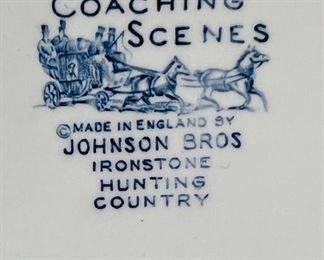 COACHING
SCENES
© MADE IN ENGLAND BY
JOHNSON BROS
IRONSTONE
HUNTING
COUNTRY